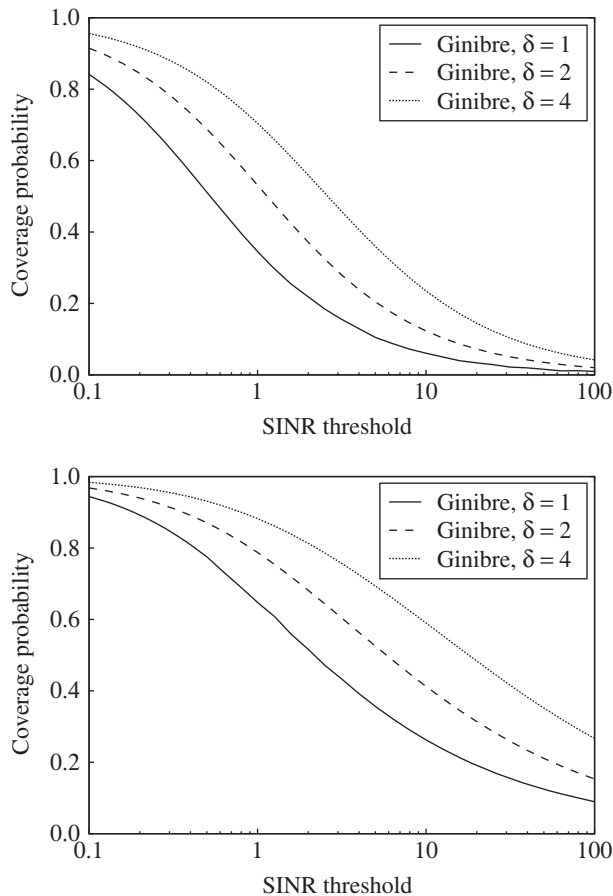 1.0
Ginibre, δ = 1
Ginibre, δ = 2
Ginibre, δ = 4
0.8
0.6
0.4
0.2
0.0
Coverage probability
0.1 1 10 100
SINR threshold
1.0
Ginibre, δ = 1
Ginibre, δ = 2
Ginibre, δ = 4
0.8
0.6
0.4
0.2
0.0
Coverage probability
0.1 1 10 100
SINR threshold